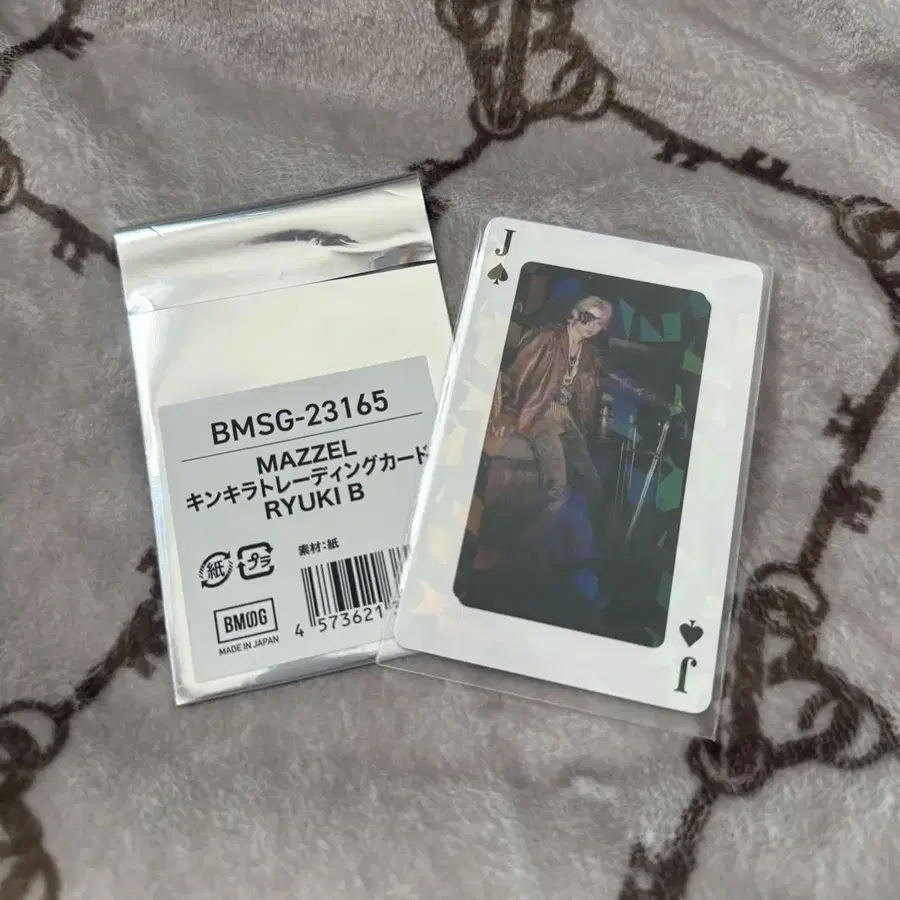 BMSG-23165
MAZZEL
キンキラトレーディングカード
RYUKI B
素材:紙
紙
プラ
BMSG
MADE IN JAPAN
4 573621
J
J